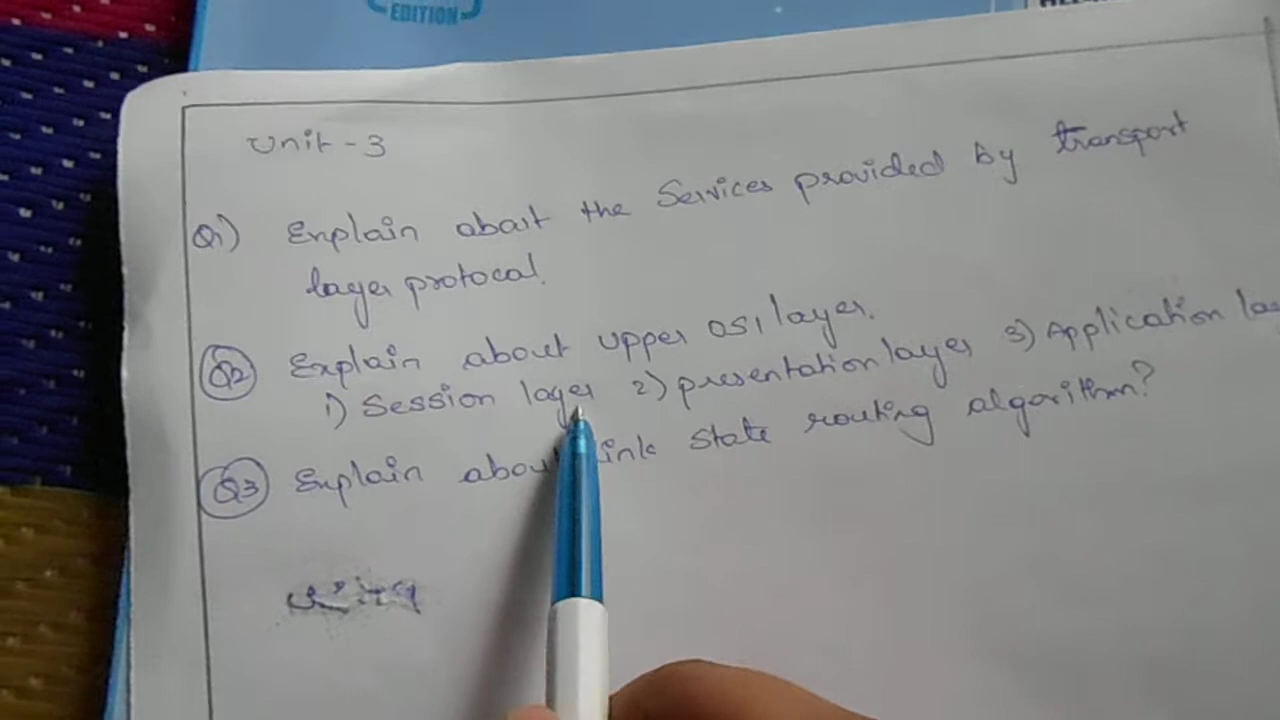 EDITION
Unit-3
Q1) Explain about the Services provided by transport
layer protocal.
Q2 Explain about upper OSI layer.
1) Session layer 2) presentation layer 3) Application
Q3 Explain about link state routing algorithm?